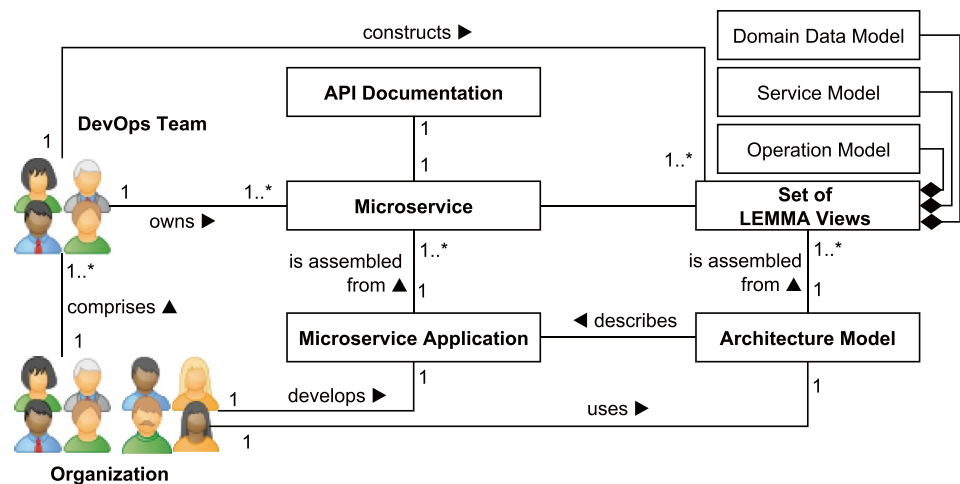 constructs ►
Domain Data Model
Service Model
Operation Model
API Documentation
DevOps Team
1
1
1
1..*
1
1..*
owns ►
Microservice
Set of
LEMMA Views
1..*
1..*
1..*
is assembled
from ▲
is assembled
from ▲
1
1
comprises ▲
1
Microservice Application
◄ describes
Architecture Model
1
1
1
develops ►
uses ►
1
Organization